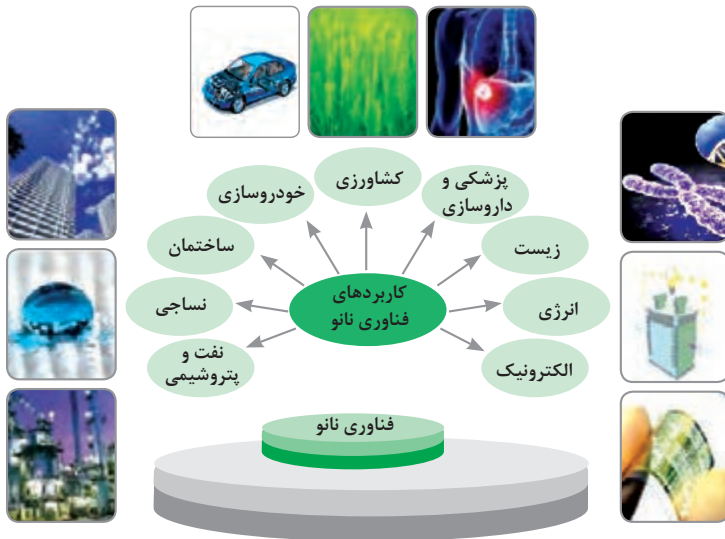 کشاورزی
پزشکی و
داروسازی
خودروسازی
زیست
ساختمان
انرژی
نساجی
الکترونیک
نفت و
پتروشیمی
کاربردهای
فناوری نانو
فناوری نانو